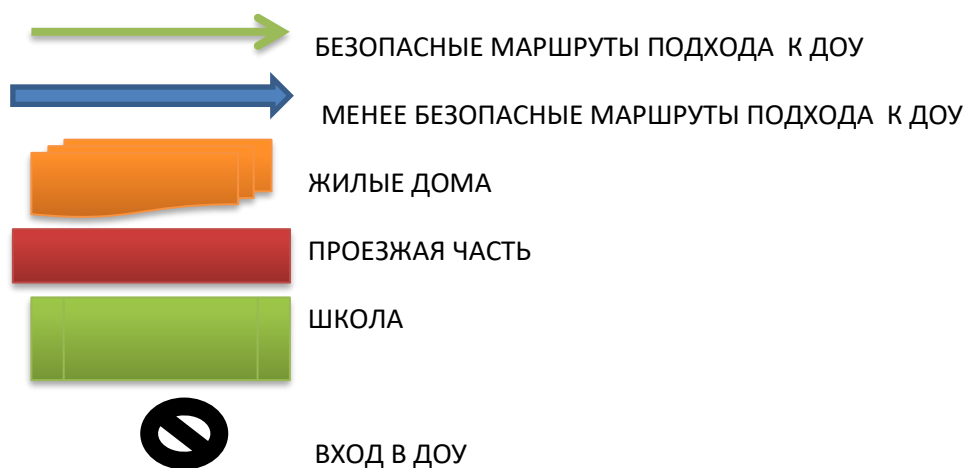 БЕЗОПАСНЫЕ МАРШРУТЫ ПОДХОДА К ДОУ
МЕНЕЕ БЕЗОПАСНЫЕ МАРШРУТЫ ПОДХОДА К ДОУ
ЖИЛЫЕ ДОМА
ПРОЕЗЖАЯ ЧАСТЬ
ШКОЛА
ВХОД В ДОУ